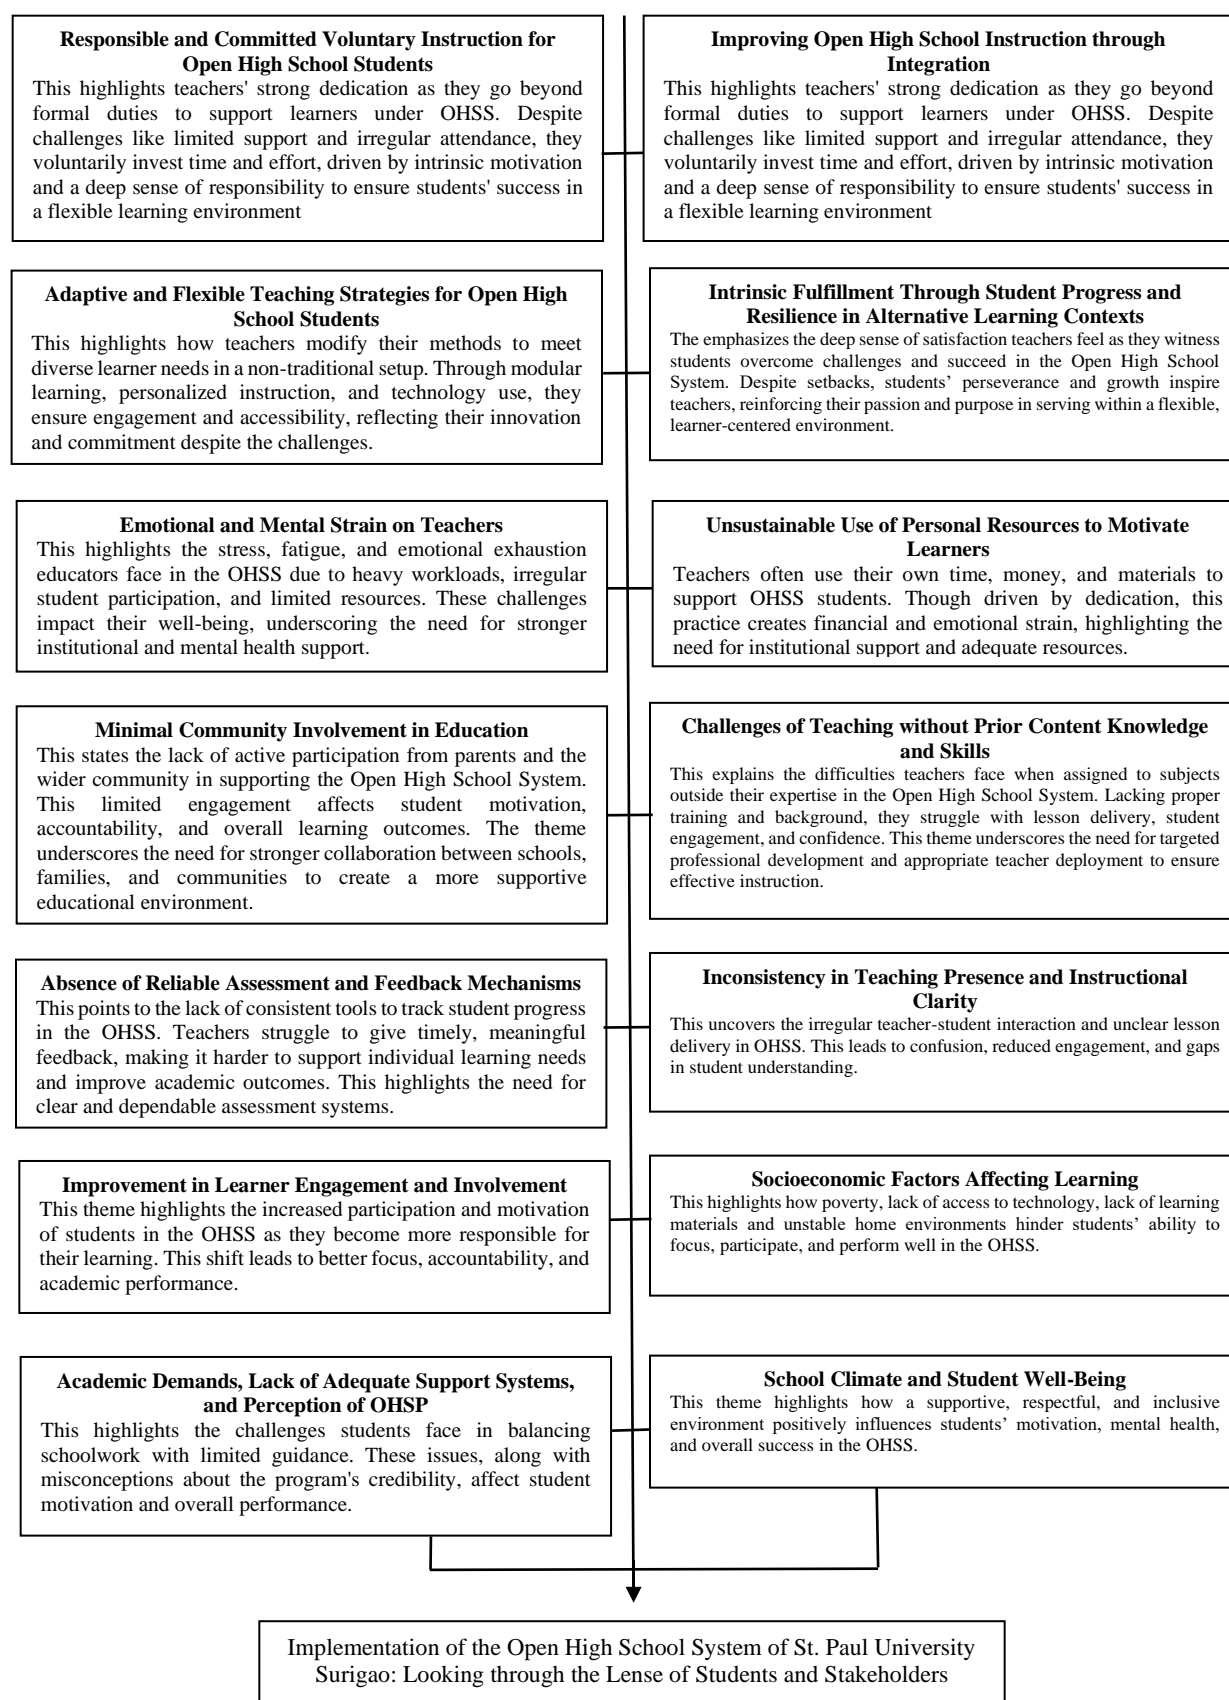 Responsible and Committed Voluntary Instruction for
Open High School Students
This highlights teachers' strong dedication as they go beyond
formal duties to support learners under OHSS. Despite
challenges like limited support and irregular attendance, they
voluntarily invest time and effort, driven by intrinsic motivation
and a deep sense of responsibility to ensure students' success in
a flexible learning environment
Improving Open High School Instruction through
Integration
This highlights teachers' strong dedication as they go beyond
formal duties to support learners under OHSS. Despite
challenges like limited support and irregular attendance, they
voluntarily invest time and effort, driven by intrinsic motivation
and a deep sense of responsibility to ensure students' success in
a flexible learning environment
Adaptive and Flexible Teaching Strategies for Open High
School Students
This highlights how teachers modify their methods to meet
diverse learner needs in a non-traditional setup. Through modular
learning, personalized instruction, and technology use, they
ensure engagement and accessibility, reflecting their innovation
and commitment despite the challenges.
Intrinsic Fulfillment Through Student Progress and
Resilience in Alternative Learning Contexts
The emphasizes the deep sense of satisfaction teachers feel as they witness
students overcome challenges and succeed in the Open High School
System. Despite setbacks, students’ perseverance and growth inspire
teachers, reinforcing their passion and purpose in serving within a flexible,
learner-centered environment.
Emotional and Mental Strain on Teachers
This highlights the stress, fatigue, and emotional exhaustion
educators face in the OHSS due to heavy workloads, irregular
student participation, and limited resources. These challenges
impact their well-being, underscoring the need for stronger
institutional and mental health support.
Unsustainable Use of Personal Resources to Motivate
Learners
Teachers often use their own time, money, and materials to
support OHSS students. Though driven by dedication, this
practice creates financial and emotional strain, highlighting the
need for institutional support and adequate resources.
Minimal Community Involvement in Education
This states the lack of active participation from parents and the
wider community in supporting the Open High School System.
This limited engagement affects student motivation,
accountability, and overall learning outcomes. The theme
underscores the need for stronger collaboration between schools,
families, and communities to create a more supportive
educational environment.
Challenges of Teaching without Prior Content Knowledge
and Skills
This explains the difficulties teachers face when assigned to subjects
outside their expertise in the Open High School System. Lacking proper
training and background, they struggle with lesson delivery, student
engagement, and confidence. This theme underscores the need for targeted
professional development and appropriate teacher deployment to ensure
effective instruction.
Absence of Reliable Assessment and Feedback Mechanisms
This points to the lack of consistent tools to track student progress
in the OHSS. Teachers struggle to give timely, meaningful
feedback, making it harder to support individual learning needs
and improve academic outcomes. This highlights the need for
clear and dependable assessment systems.
Inconsistency in Teaching Presence and Instructional
Clarity
This uncovers the irregular teacher-student interaction and unclear lesson
delivery in OHSS. This leads to confusion, reduced engagement, and gaps
in student understanding.
Improvement in Learner Engagement and Involvement
This theme highlights the increased participation and motivation
of students in the OHSS as they become more responsible for
their learning. This shift leads to better focus, accountability, and
academic performance.
Socioeconomic Factors Affecting Learning
This highlights how poverty, lack of access to technology, lack of learning
materials and unstable home environments hinder students’ ability to
focus, participate, and perform well in the OHSS.
Academic Demands, Lack of Adequate Support Systems,
and Perception of OHSP
This highlights the challenges students face in balancing
schoolwork with limited guidance. These issues, along with
misconceptions about the program's credibility, affect student
motivation and overall performance.
School Climate and Student Well-Being
This theme highlights how a supportive, respectful, and inclusive
environment positively influences students’ motivation, mental health,
and overall success in the OHSS.
Implementation of the Open High School System of St. Paul University
Surigao: Looking through the Lense of Students and Stakeholders